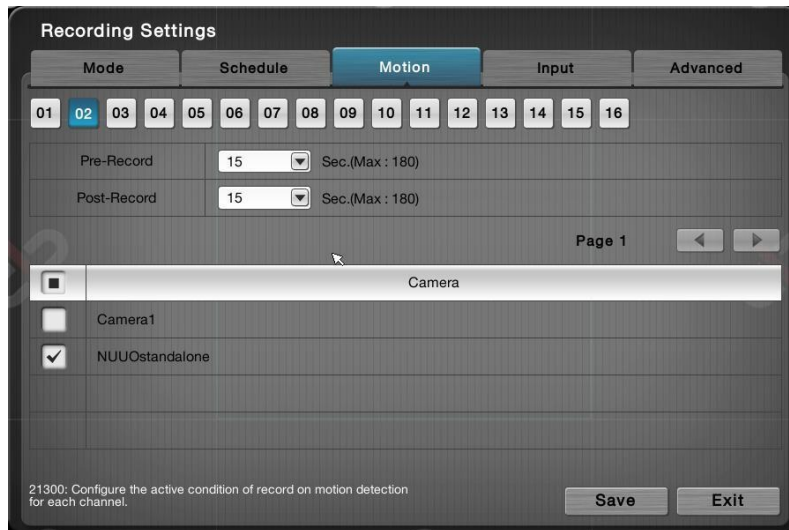 Recording Settings
Mode Schedule Motion Input Advanced
01 02 03 04 05 06 07 08 09 10 11 12 13 14 15 16
Pre-Record 15 Sec.(Max : 180)
Post-Record 15 Sec.(Max : 180)
Page 1
Camera
Camera1
NUUOstandalone
21300: Configure the active condition of record on motion detection
for each channel.
Save Exit